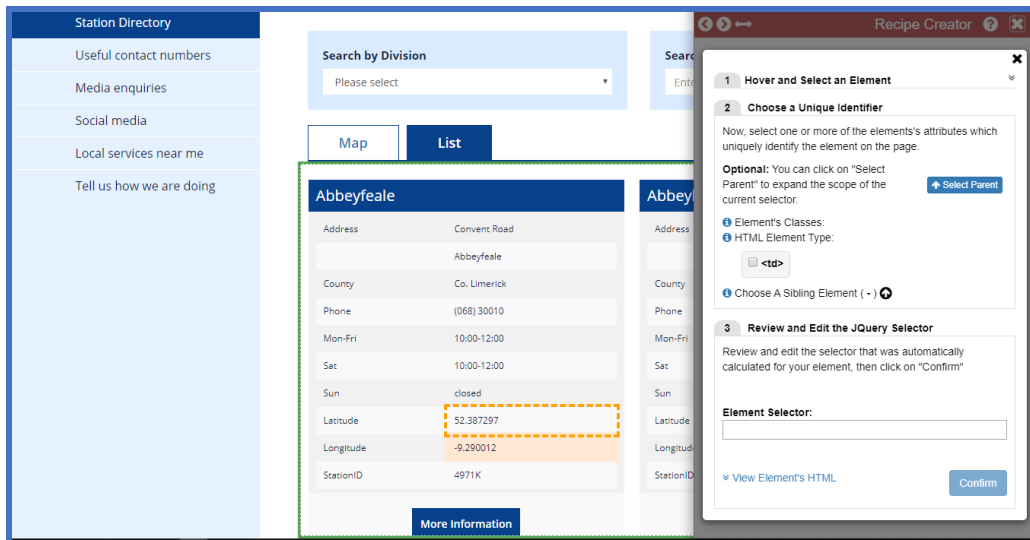 Station Directory
Useful contact numbers
Media enquiries
Social media
Local services near me
Tell us how we are doing
Search by Division
Please select
Searc
Ente
Map
List
Abbeyfeale
Address Convent Road
Abbeyfeale
County Co. Limerick
Phone (068) 30010
Mon-Fri 10:00-12:00
Sat 10:00-12:00
Sun closed
Latitude 52.387297
Longitude -9.290012
StationID 4971K
More Information
Abbeyf
Address
County
Phone
Mon-Fri
Sat
Sun
Latitude
Longitud
StationID
Recipe Creator
1 Hover and Select an Element
2 Choose a Unique Identifier
Now, select one or more of the elements's attributes which
uniquely identify the element on the page.
Optional: You can click on "Select
Parent" to expand the scope of the
current selector.
Select Parent
Element's Classes:
HTML Element Type:
<td>
Choose A Sibling Element ( - )
3 Review and Edit the JQuery Selector
Review and edit the selector that was automatically
calculated for your element, then click on "Confirm"
Element Selector:
View Element's HTML
Confirm